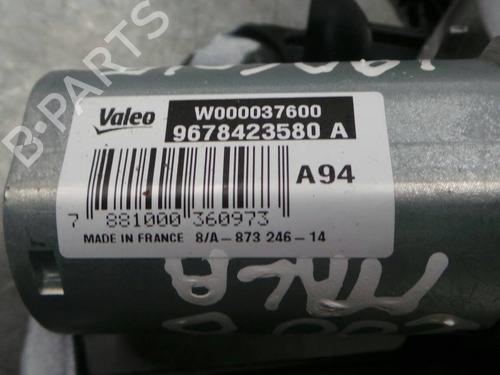 B-PARTS
Valeo
W000037600
9678423580 A
A94
7 881000 360973
MADE IN FRANCE 8/A-873 246-14